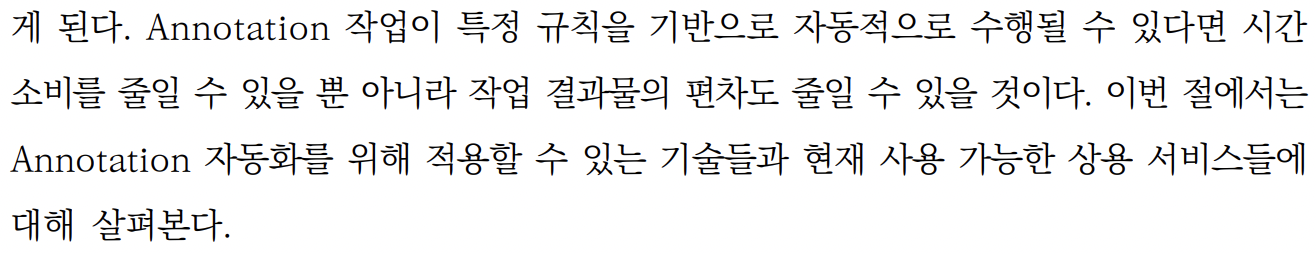 게 된다. Annotation 작업이 특정 규칙을 기반으로 자동적으로 수행될 수 있다면 시간
소비를 줄일 수 있을 뿐 아니라 작업 결과물의 편차도 줄일 수 있을 것이다. 이번 절에서는
Annotation 자동화를 위해 적용할 수 있는 기술들과 현재 사용 가능한 상용 서비스들에
대해 살펴본다.